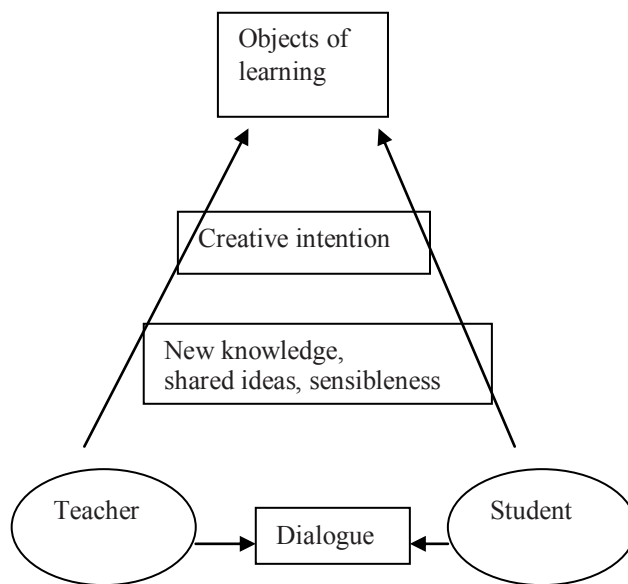 Objects of
learning
Creative intention
New knowledge,
shared ideas, sensibleness
Teacher
Dialogue
Student